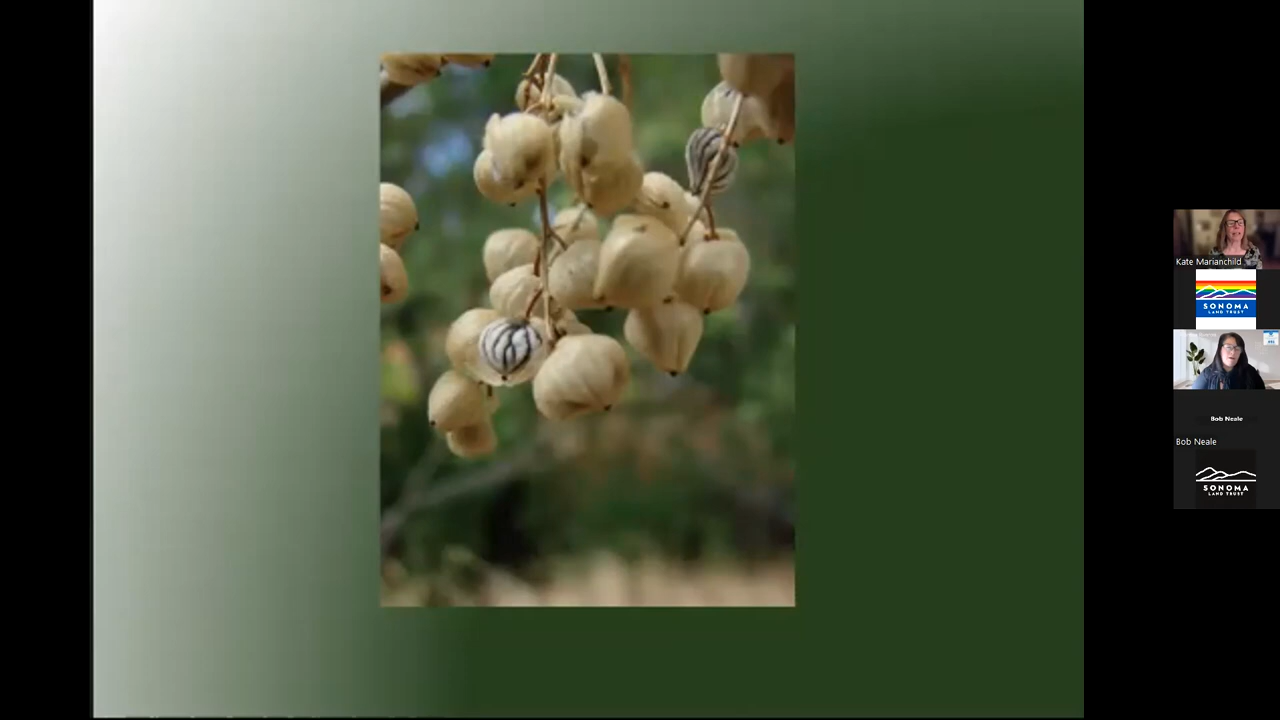 Kate Marianchild
SONOMA
LAND TRUST
Bob Neale
Bob Neale
SONOMA
LAND TRUST